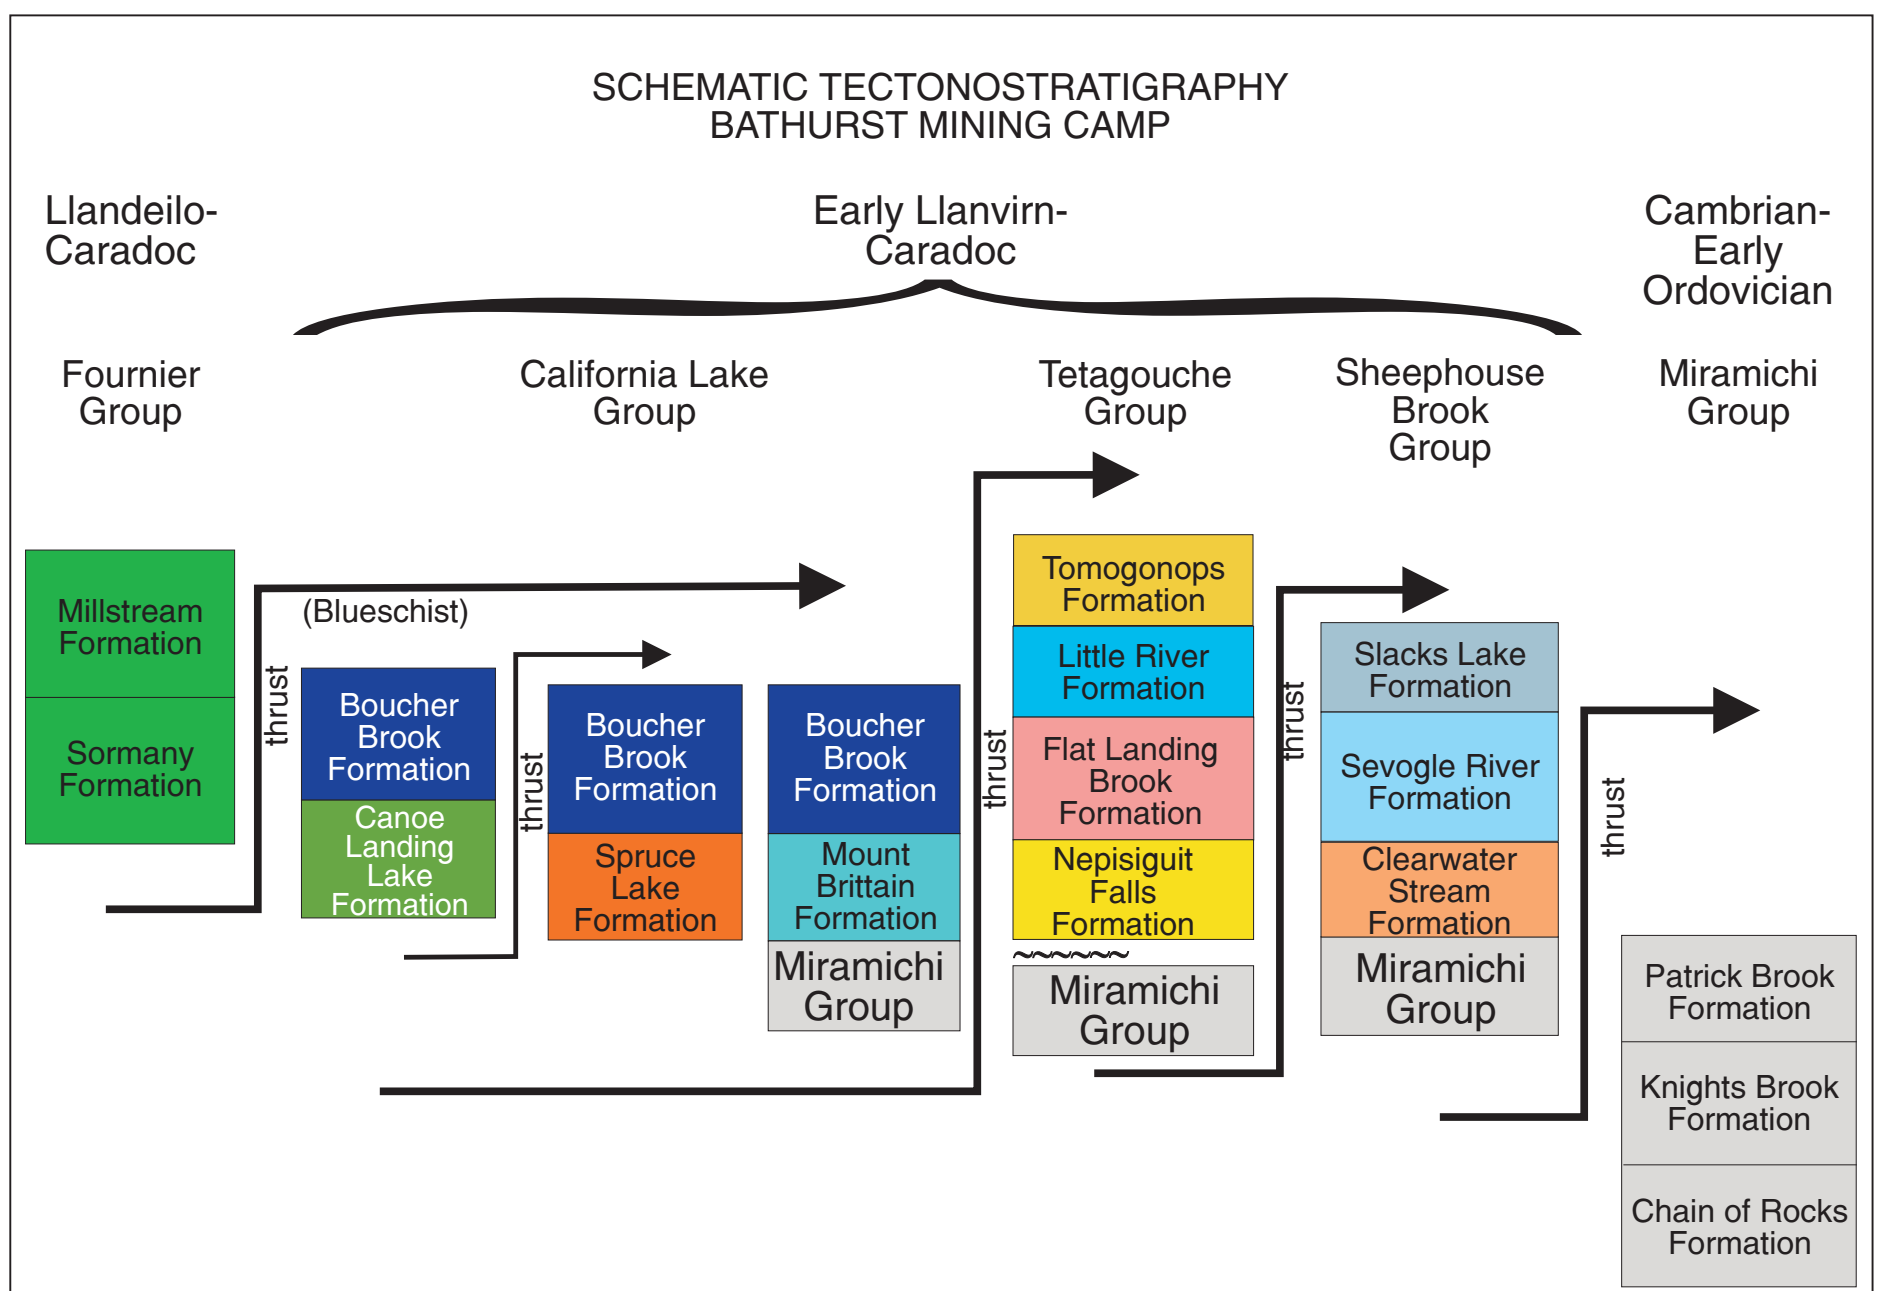 SCHEMATIC TECTONOSTRATIGRAPHY
BATHURST MINING CAMP
Llandeilo-
Caradoc
Early Llanvirn-
Caradoc
Cambrian-
Early
Ordovician
Fournier
Group
California Lake
Group
Tetagouche
Group
Sheephouse
Brook
Group
Miramichi
Group
Millstream
Formation
Sormany
Formation
thrust
(Blueschist)
Boucher
Brook
Formation
Canoe
Landing
Lake
Formation
thrust
Boucher
Brook
Formation
Spruce
Lake
Formation
Boucher
Brook
Formation
Mount
Brittain
Formation
Miramichi
Group
thrust
Tomogonops
Formation
Little River
Formation
Flat Landing
Brook
Formation
Nepisiguit
Falls
Formation
~~~~~~
Miramichi
Group
thrust
Slacks Lake
Formation
Sevogle River
Formation
Clearwater
Stream
Formation
Miramichi
Group
thrust
Patrick Brook
Formation
Knights Brook
Formation
Chain of Rocks
Formation